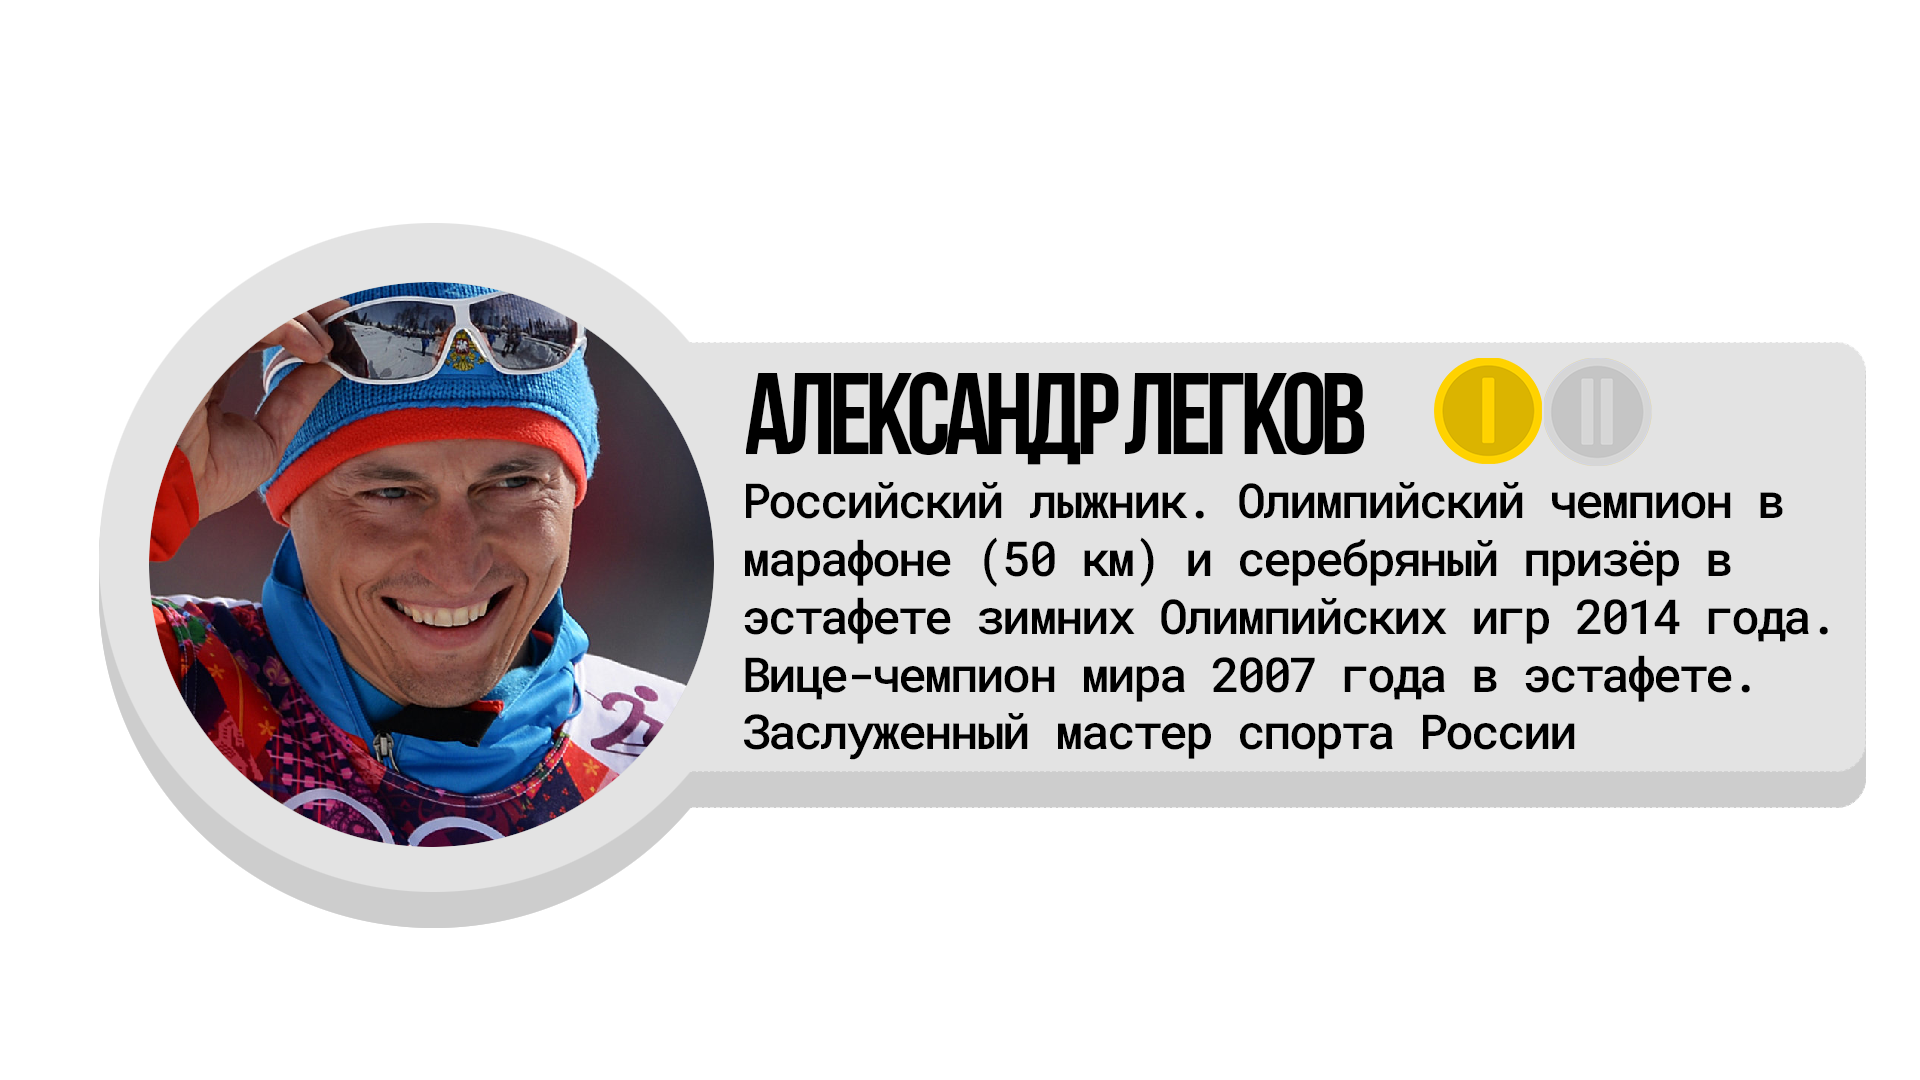 АЛЕКСАНДР ЛЕГКОВ
I II
Российский лыжник. Олимпийский чемпион в
марафоне (50 км) и серебряный призёр в
эстафете зимних Олимпийских игр 2014 года.
Вице-чемпион мира 2007 года в эстафете.
Заслуженный мастер спорта России